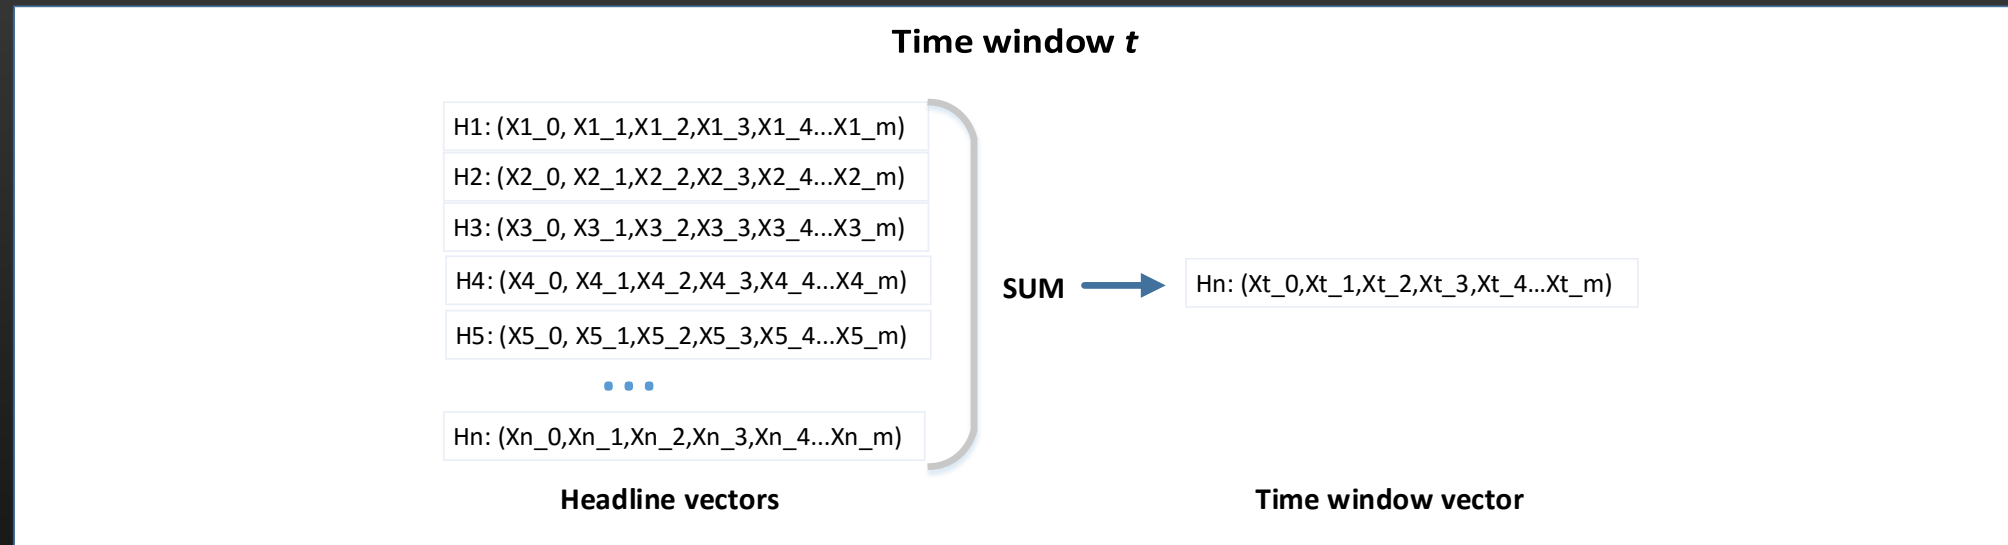 Time window t
H1: (X1_0, X1_1,X1_2,X1_3,X1_4...X1_m)
H2: (X2_0, X2_1,X2_2,X2_3,X2_4...X2_m)
H3: (X3_0, X3_1,X3_2,X3_3,X3_4...X3_m)
H4: (X4_0, X4_1,X4_2,X4_3,X4_4...X4_m)
H5: (X5_0, X5_1,X5_2,X5_3,X5_4...X5_m)
...
Hn: (Xn_0,Xn_1,Xn_2,Xn_3,Xn_4...Xn_m)
Headline vectors
SUM
Hn: (Xt_0,Xt_1,Xt_2,Xt_3,Xt_4...Xt_m)
Time window vector